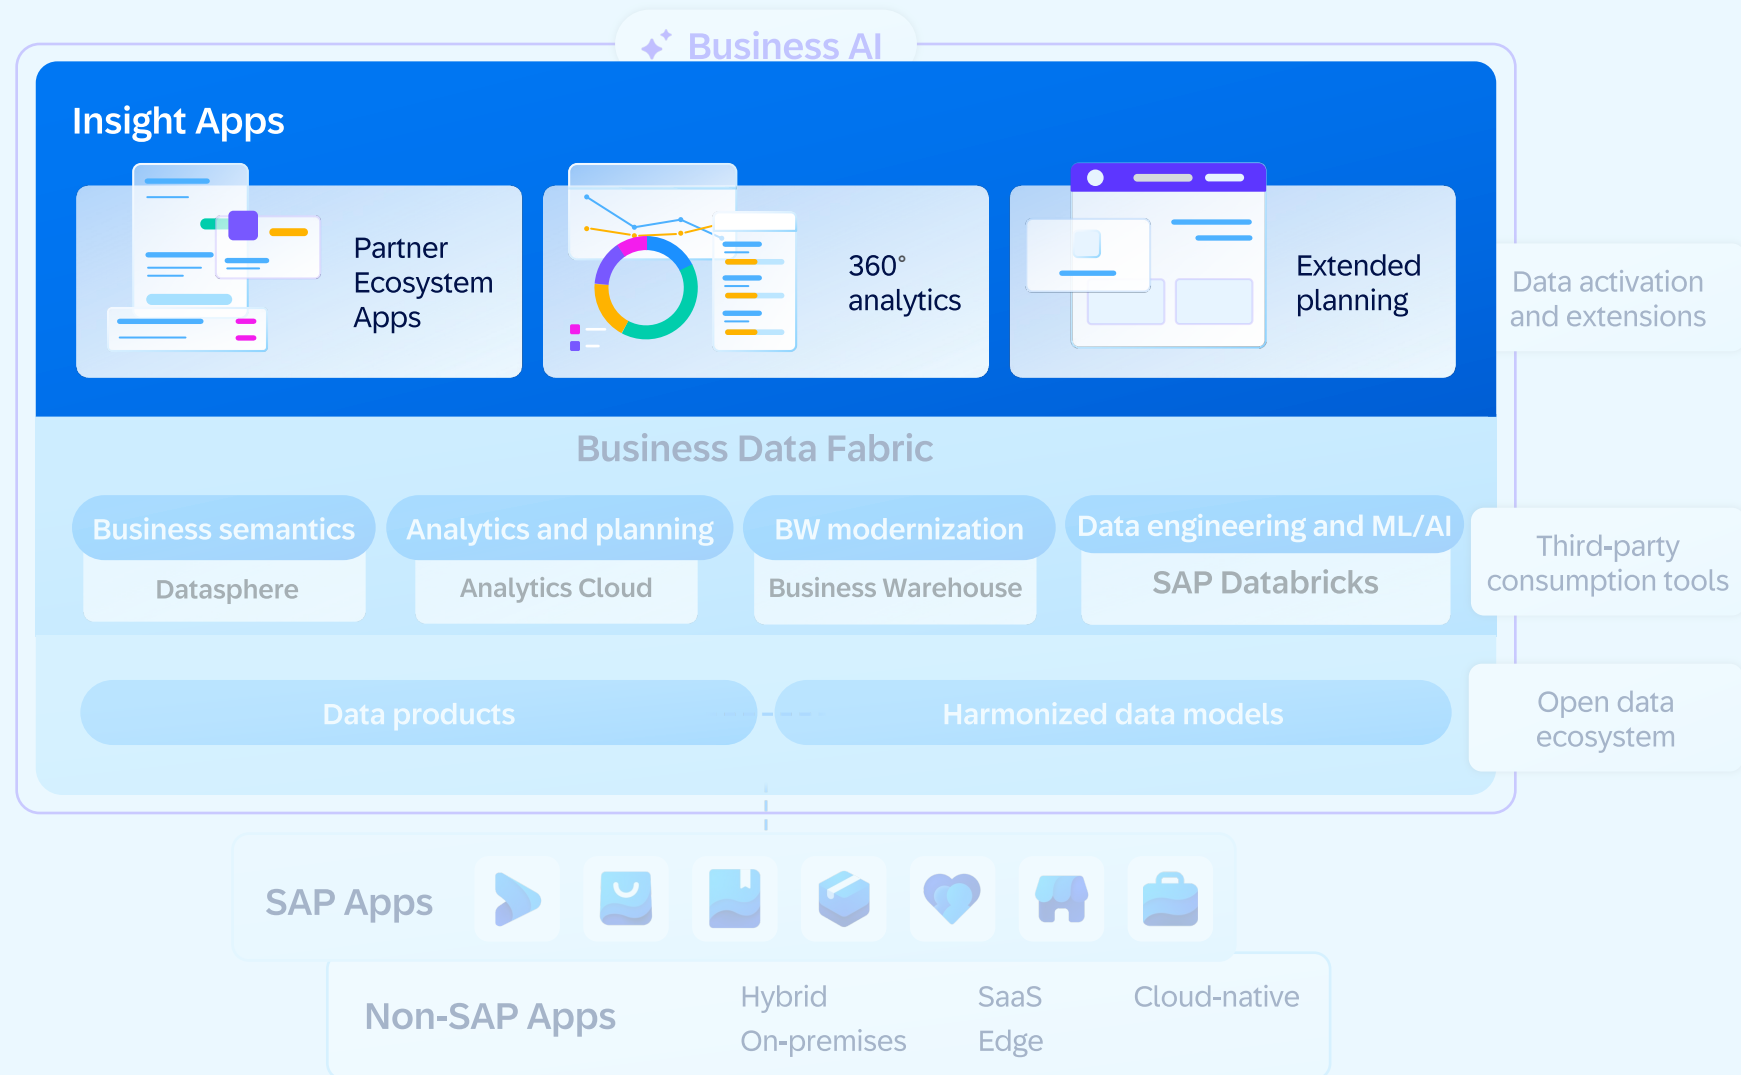 Business AI
Insight Apps
Partner
Ecosystem
Apps
360°
analytics
Extended
planning
Data activation
and extensions
Business Data Fabric
Business semantics
Datasphere
Analytics and planning
Analytics Cloud
BW modernization
Business Warehouse
Data engineering and ML/AI
SAP Databricks
Third-party
consumption tools
Data products
Harmonized data models
Open data
ecosystem
SAP Apps
Non-SAP Apps
Hybrid
SaaS
Cloud-native
On-premises
Edge